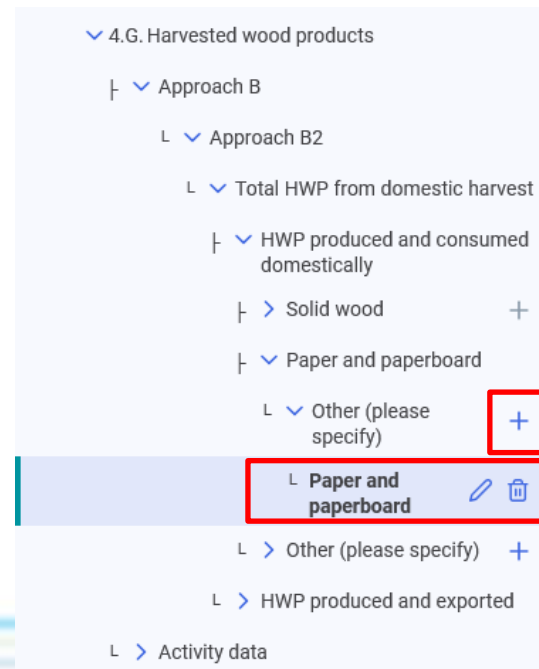 4.G. Harvested wood products
Approach B
Approach B2
Total HWP from domestic harvest
HWP produced and consumed
domestically
Solid wood
Paper and paperboard
Other (please
specify)
Paper and
paperboard
Other (please specify)
HWP produced and exported
Activity data